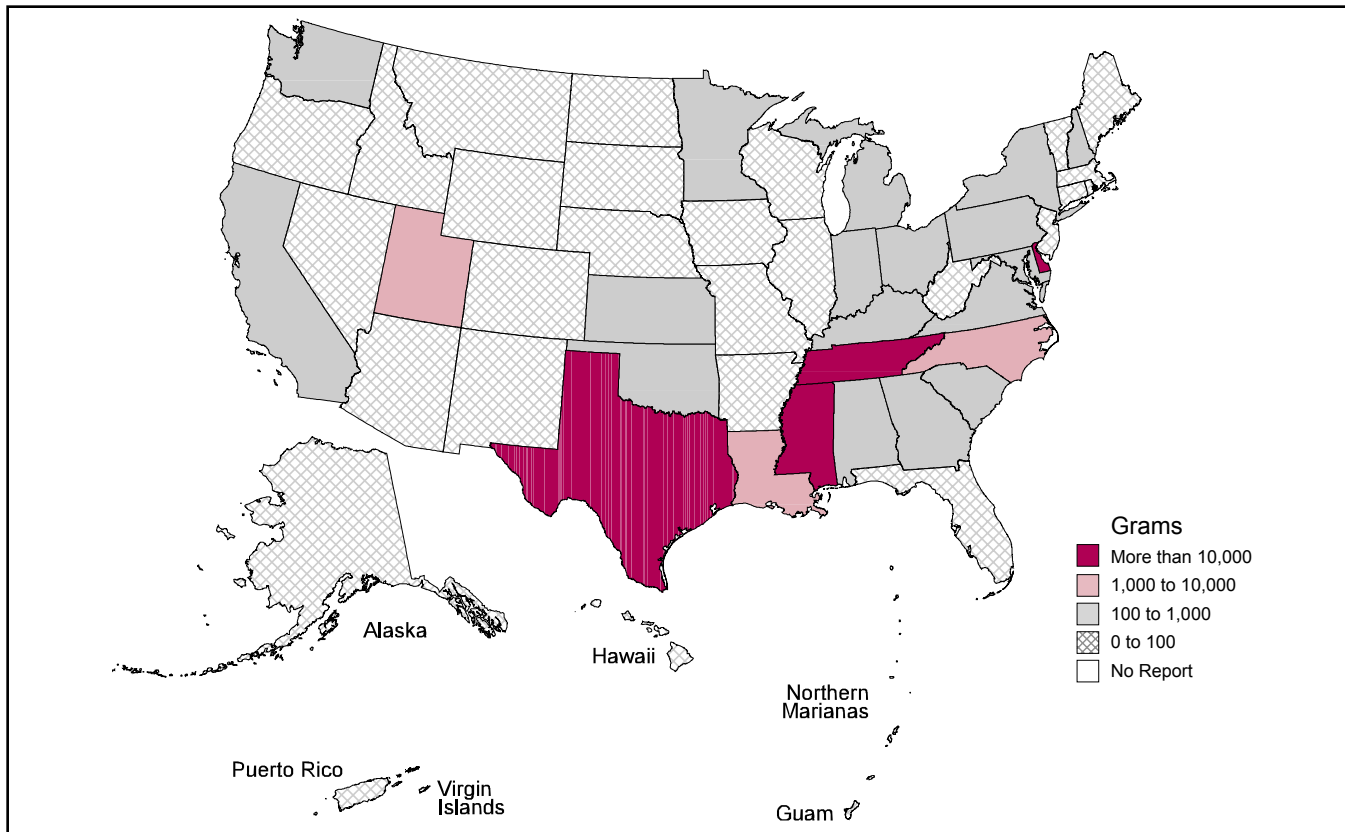 Grams
More than 10,000
1,000 to 10,000
100 to 1,000
0 to 100
No Report
Alaska
Hawaii
Northern
Marianas
Puerto Rico
Virgin
Islands
Guam